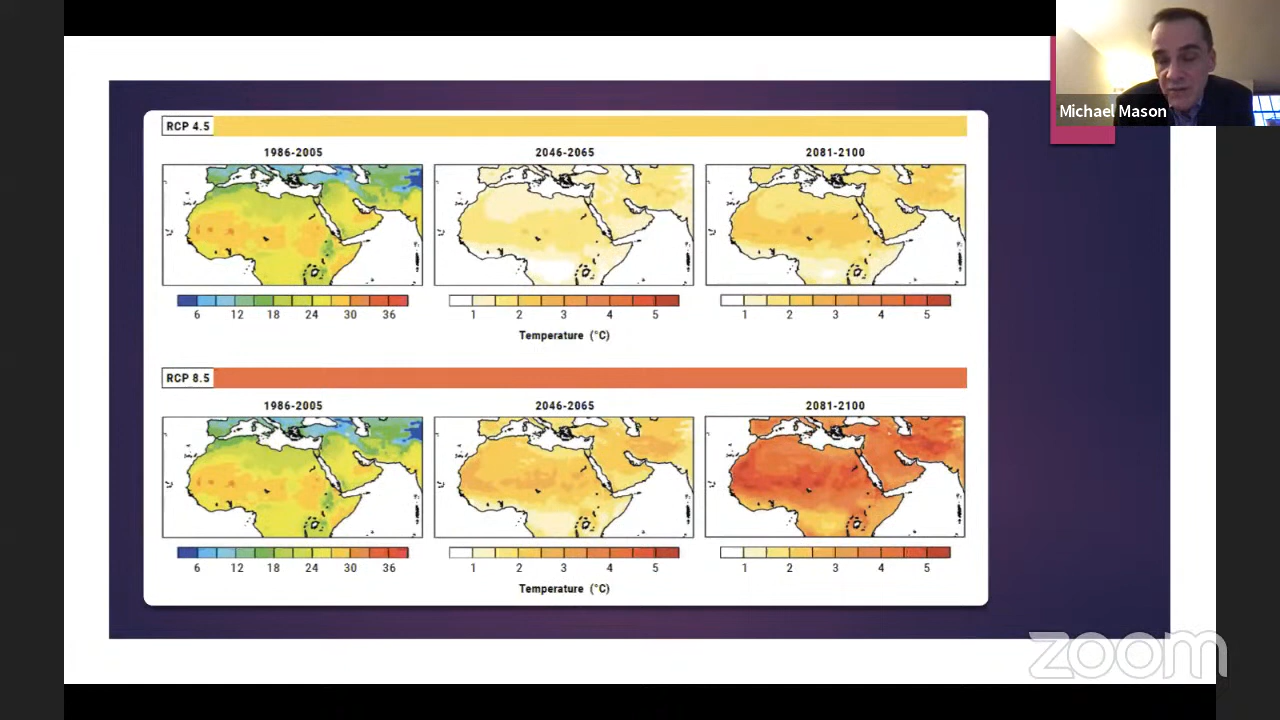 Michael Mason
RCP 4.5
1986-2005 2046-2065 2081-2100
6 12 18 24 30 36 1 2 3 4 5 1 2 3 4 5
Temperature (°C)
RCP 8.5
1986-2005 2046-2065 2081-2100
6 12 18 24 30 36 1 2 3 4 5 1 2 3 4 5
Temperature (°C)
zoom